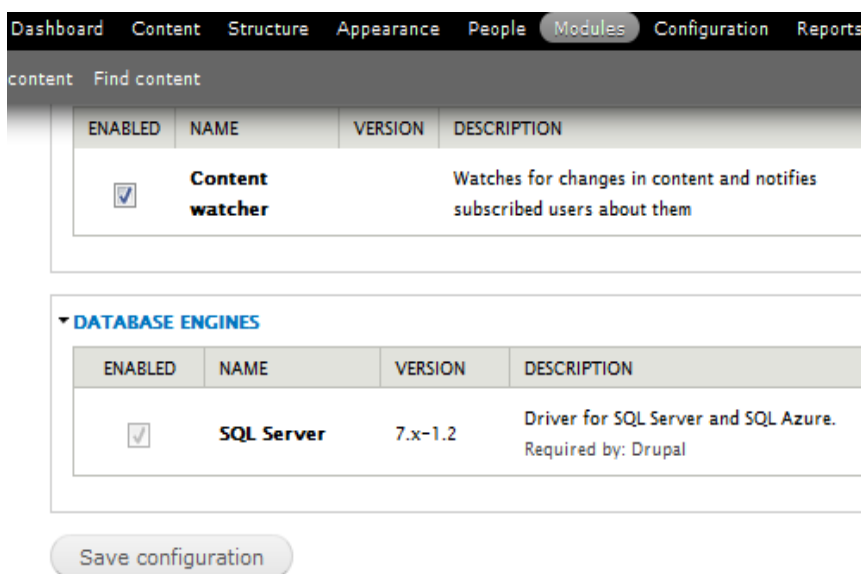 Dashboard Content Structure Appearance People Modules Configuration Reports
content Find content
ENABLED NAME VERSION DESCRIPTION
Content Watches for changes in content and notifies
watcher subscribed users about them
DATABASE ENGINES
ENABLED NAME VERSION DESCRIPTION
SQL Server 7.x-1.2 Driver for SQL Server and SQL Azure.
Required by: Drupal
Save configuration